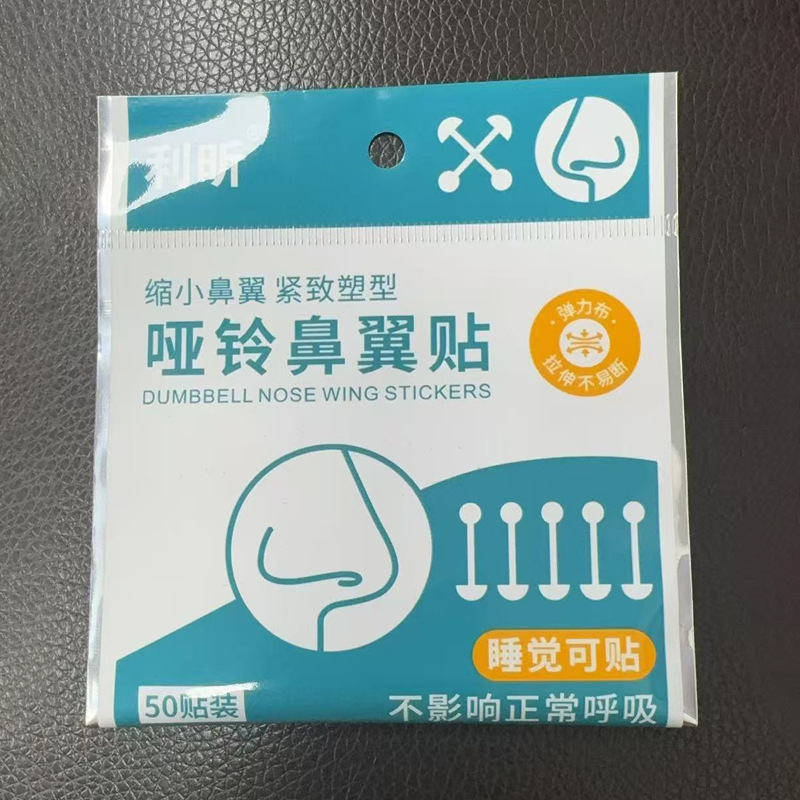 利昕®
缩小鼻翼 紧致塑型
哑铃鼻翼贴
DUMBBELL NOSE WING STICKERS
·弹力布·
拉伸不易断
睡觉可贴
50贴装
不影响正常呼吸